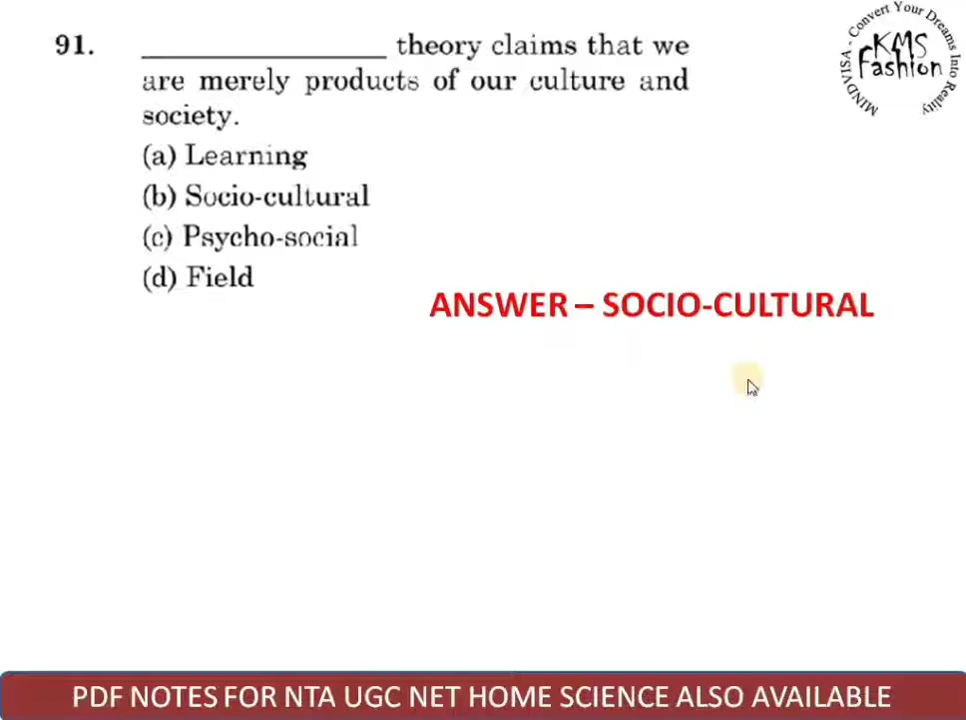 91. ______________ theory claims that we
are merely products of our culture and
society.
(a) Learning
(b) Socio-cultural
(c) Psycho-social
(d) Field
ANSWER – SOCIO-CULTURAL
MINDVISA - Convert Your Dreams Into Reality
KMS
Fashion
PDF NOTES FOR NTA UGC NET HOME SCIENCE ALSO AVAILABLE